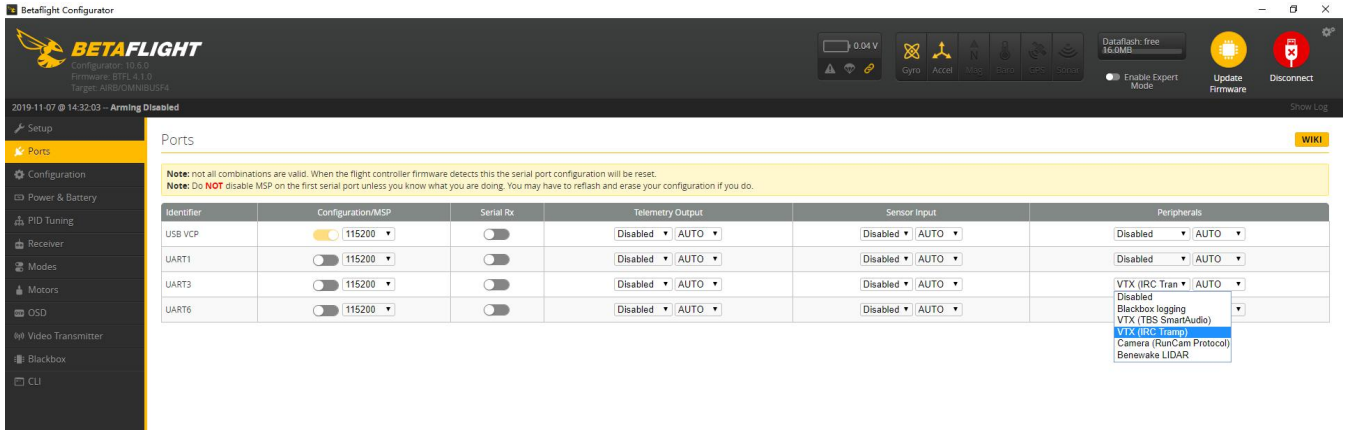 Betaflight Configurator
BETAFLIGHT
Configurator: 10.6.0
Firmware: BTFL 4.1.0
Target: AIRB/OMNIBUSF4
0.04 V
Gyro Accel Mag Baro GPS Sonar
Dataflash: free
16.0MB
Enable Expert
Mode
Update
Firmware
Disconnect
2019-11-07 @ 14:32:03 -- Arming Disabled
Show Log
Setup
Ports
Configuration
Power & Battery
PID Tuning
Receiver
Modes
Motors
OSD
Video Transmitter
Blackbox
CLI
Ports
WIKI
Note: not all combinations are valid. When the flight controller firmware detects this the serial port configuration will be reset.
Note: Do NOT disable MSP on the first serial port unless you know what you are doing. You may have to reflash and erase your configuration if you do.
Identifier Configuration/MSP Serial Rx Telemetry Output Sensor Input Peripherals
USB VCP 115200 Disabled AUTO Disabled AUTO Disabled AUTO
UART1 115200 Disabled AUTO Disabled AUTO Disabled AUTO
UART3 115200 Disabled AUTO Disabled AUTO VTX (IRC Tran AUTO
UART6 115200 Disabled AUTO Disabled AUTO
Disabled
Blackbox logging
VTX (TBS SmartAudio)
VTX (IRC Tramp)
Camera (RunCam Protocol)
Benewake LIDAR